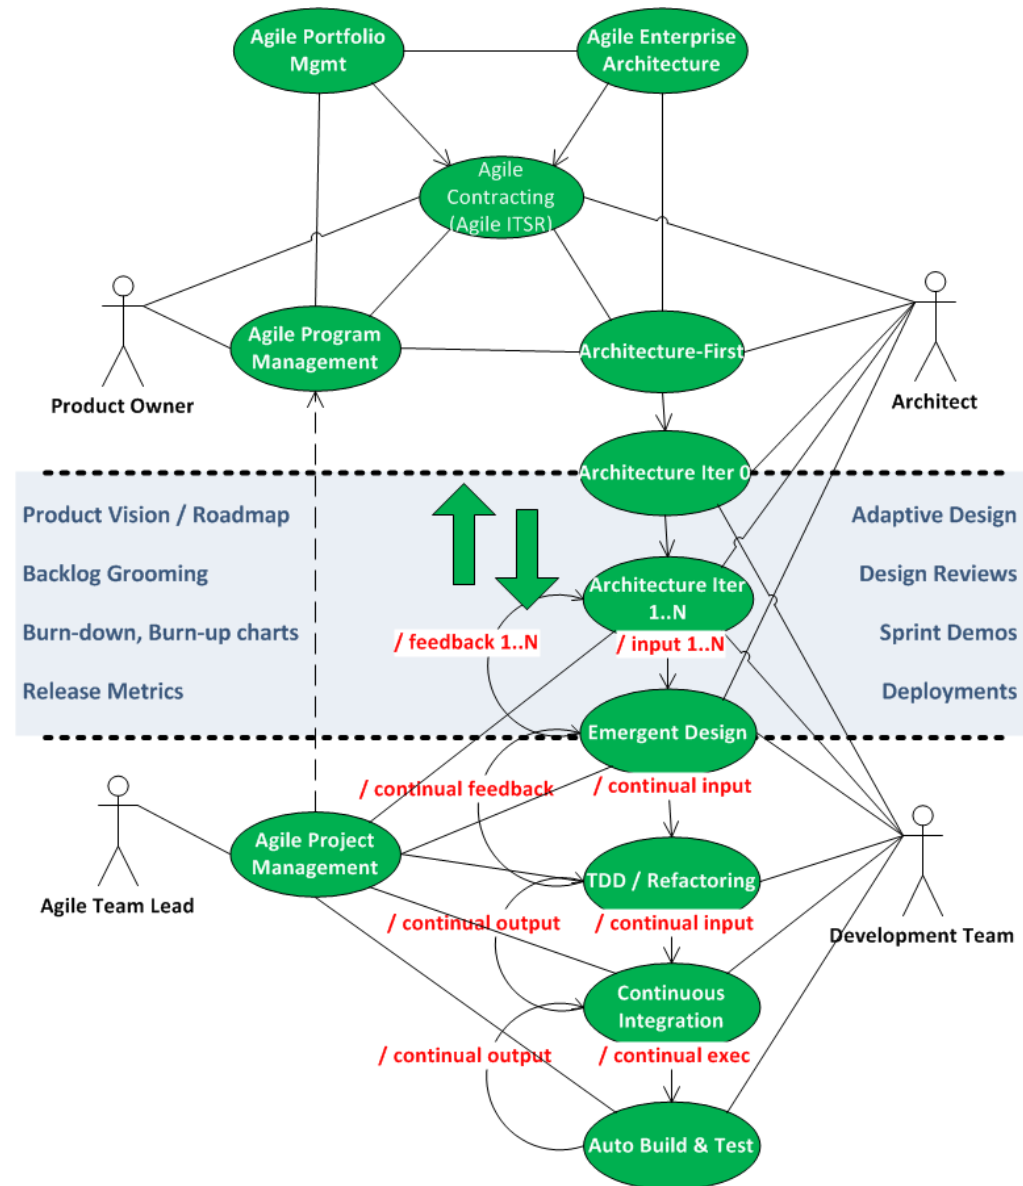 Agile Portfolio
Mgmt
Agile Enterprise
Architecture
Agile
Contracting
(Agile ITSR)
Agile Program
Management
Architecture-First
Product Owner
Architect
Architecture Iter 0
Product Vision / Roadmap
Adaptive Design
Backlog Grooming
Architecture Iter
1..N
Design Reviews
Burn-down, Burn-up charts
/ feedback 1..N
/ input 1..N
Sprint Demos
Release Metrics
Deployments
Emergent Design
/ continual feedback
/ continual input
Agile Project
Management
TDD / Refactoring
Agile Team Lead
/ continual output
/ continual input
Development Team
Continuous
Integration
/ continual output
/ continual exec
Auto Build & Test